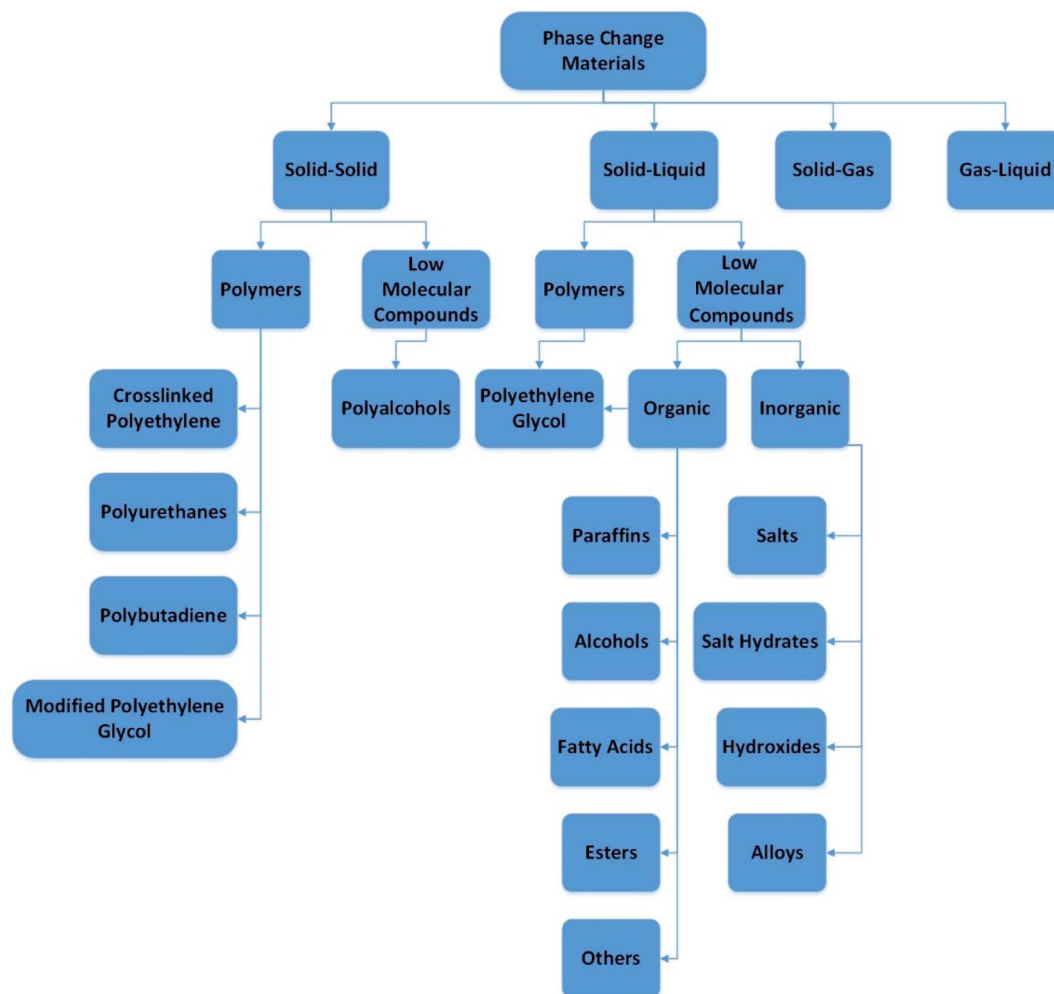 Phase Change
Materials
Solid-Solid
Solid-Liquid
Solid-Gas
Gas-Liquid
Polymers
Low
Molecular
Compounds
Polymers
Low
Molecular
Compounds
Crosslinked
Polyethylene
Polyalcohols
Polyethylene
Glycol
Organic
Inorganic
Polyurethanes
Paraffins
Salts
Polybutadiene
Alcohols
Salt Hydrates
Modified Polyethylene
Glycol
Fatty Acids
Hydroxides
Esters
Alloys
Others